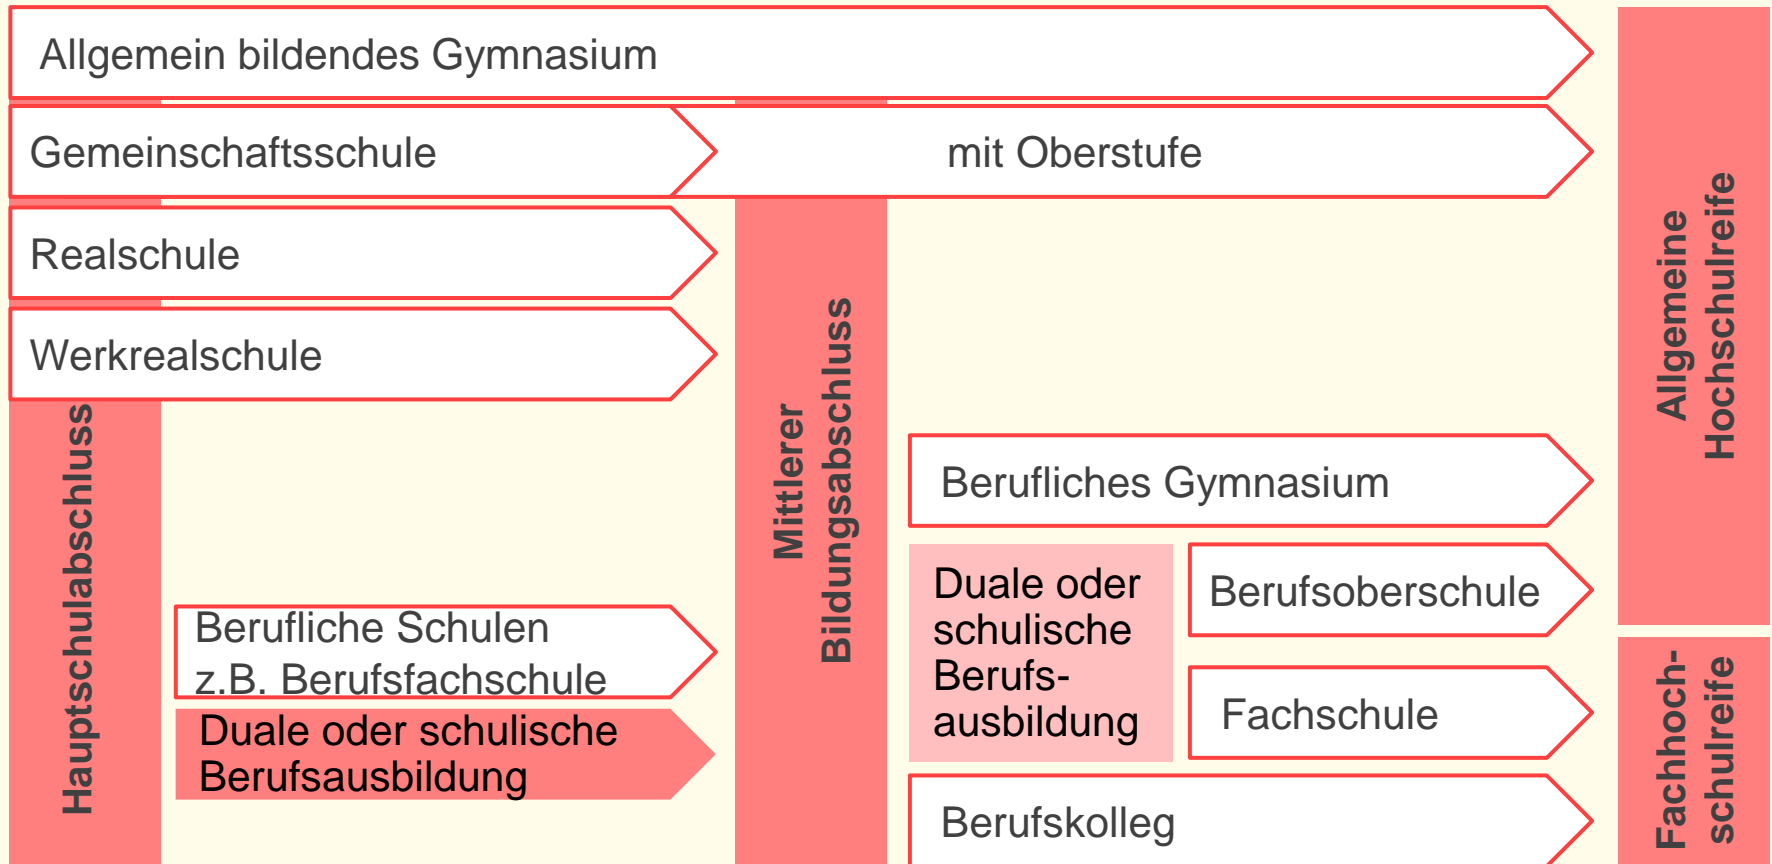 Allgemein bildendes Gymnasium
Gemeinschaftsschule
mit Oberstufe
Realschule
Werkrealschule
Hauptschulabschluss
Berufliche Schulen
z.B. Berufsfachschule
Duale oder schulische
Berufsausbildung
Mittlerer
Bildungsabschluss
Berufliches Gymnasium
Duale oder
schulische
Berufs-
ausbildung
Berufsoberschule
Fachschule
Berufskolleg
Allgemeine
Hochschulreife
Fachhoch-
schulreife